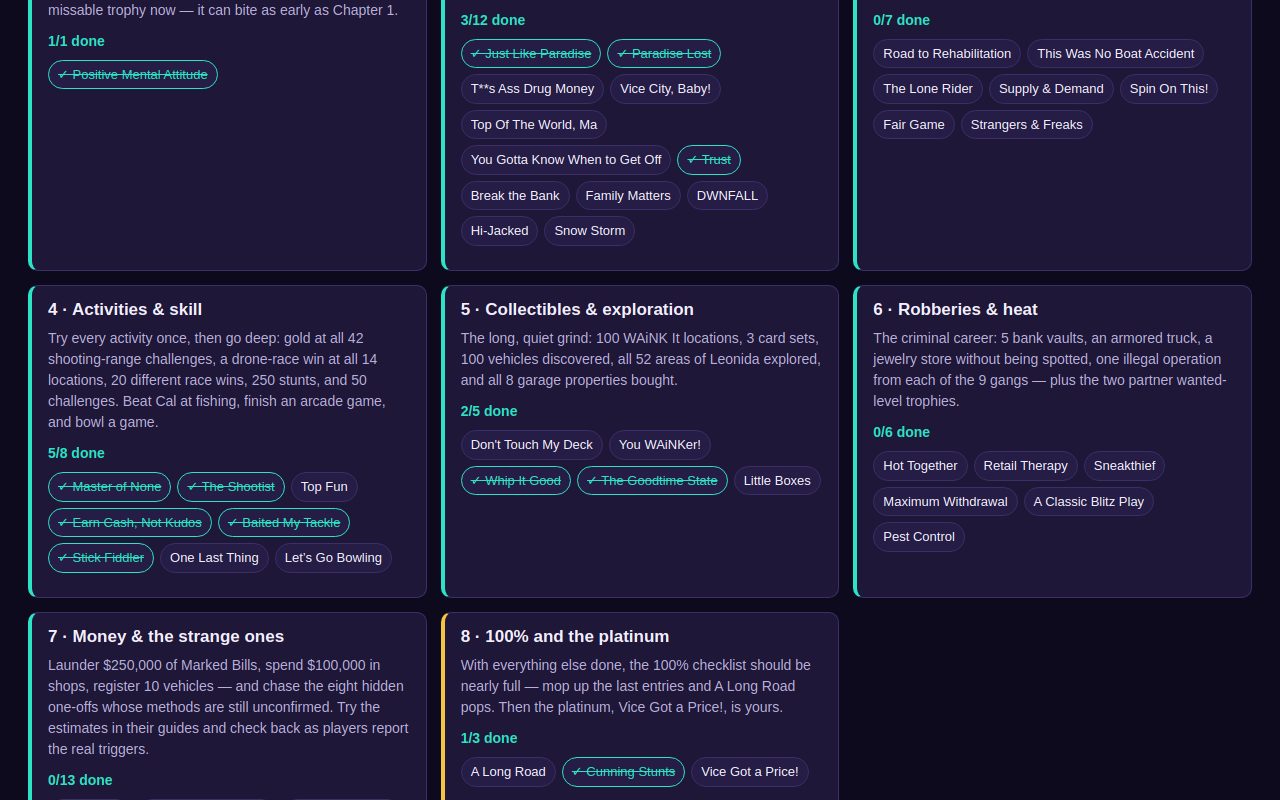 missable trophy now — it can bite as early as Chapter 1.
1/1 done
✓ Positive Mental Attitude
3/12 done
✓ Just Like Paradise
✓ Paradise Lost
T**s Ass Drug Money
Vice City, Baby!
Top Of The World, Ma
You Gotta Know When to Get Off
✓ Trust
Break the Bank
Family Matters
DWNFALL
Hi-Jacked
Snow Storm
0/7 done
Road to Rehabilitation
This Was No Boat Accident
The Lone Rider
Supply & Demand
Spin On This!
Fair Game
Strangers & Freaks
4 · Activities & skill
Try every activity once, then go deep: gold at all 42
shooting-range challenges, a drone-race win at all 14
locations, 20 different race wins, 250 stunts, and 50
challenges. Beat Cal at fishing, finish an arcade game,
and bowl a game.
5/8 done
✓ Master of None
✓ The Shootist
Top Fun
✓ Earn Cash, Not Kudos
✓ Baited My Tackle
✓ Stick Fiddler
One Last Thing
Let's Go Bowling
5 · Collectibles & exploration
The long, quiet grind: 100 WAiNK It locations, 3 card sets,
100 vehicles discovered, all 52 areas of Leonida explored,
and all 8 garage properties bought.
2/5 done
Don't Touch My Deck
You WAiNKer!
✓ Whip It Good
✓ The Goodtime State
Little Boxes
6 · Robberies & heat
The criminal career: 5 bank vaults, an armored truck, a
jewelry store without being spotted, one illegal operation
from each of the 9 gangs — plus the two partner wanted-
level trophies.
0/6 done
Hot Together
Retail Therapy
Sneakthief
Maximum Withdrawal
A Classic Blitz Play
Pest Control
7 · Money & the strange ones
Launder $250,000 of Marked Bills, spend $100,000 in
shops, register 10 vehicles — and chase the eight hidden
one-offs whose methods are still unconfirmed. Try the
estimates in their guides and check back as players report
the real triggers.
0/13 done
8 · 100% and the platinum
With everything else done, the 100% checklist should be
nearly full — mop up the last entries and A Long Road
pops. Then the platinum, Vice Got a Price!, is yours.
1/3 done
A Long Road
✓ Cunning Stunts
Vice Got a Price!